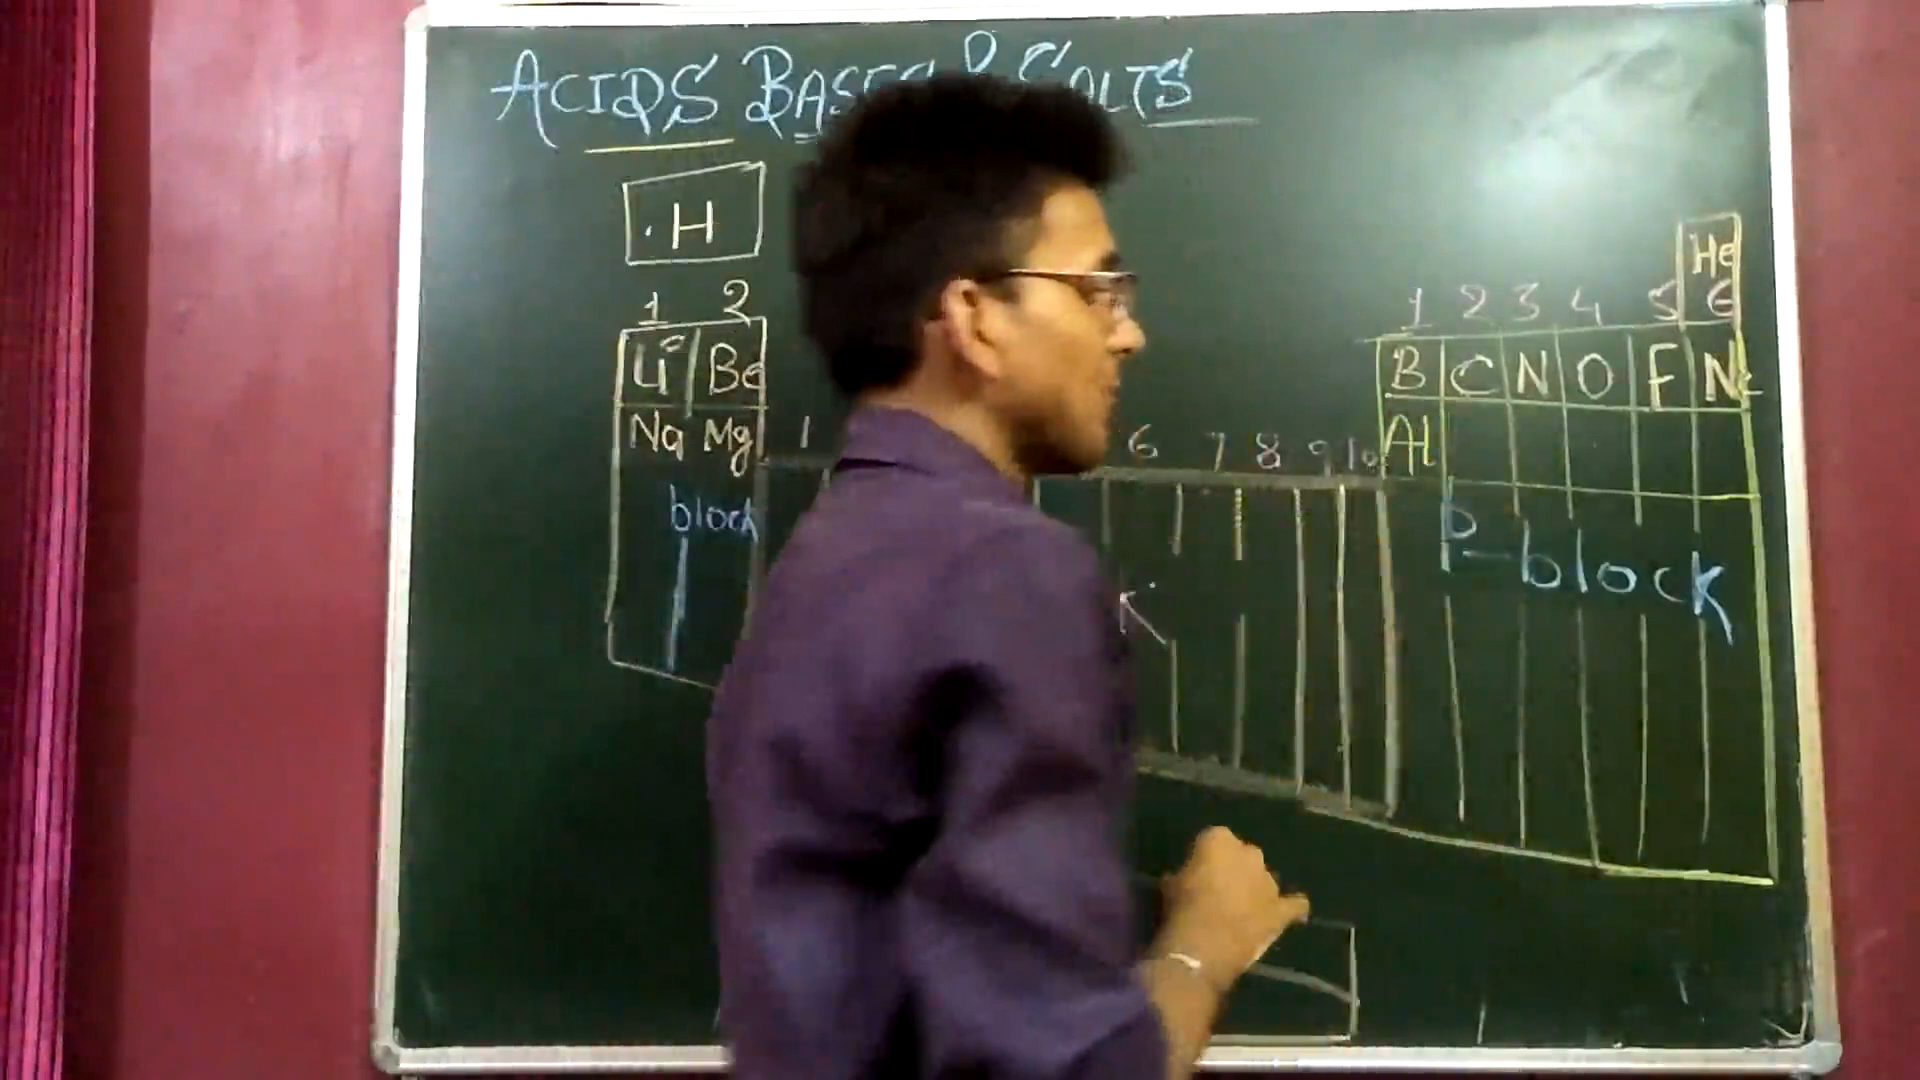 ACIDS BASES & SALTS
H
He
1 2
1 2 3 4 5 6
Li Be
B C N O F Ne
Na Mg
1
6 7 8 9 10
Al
block
P-block
K